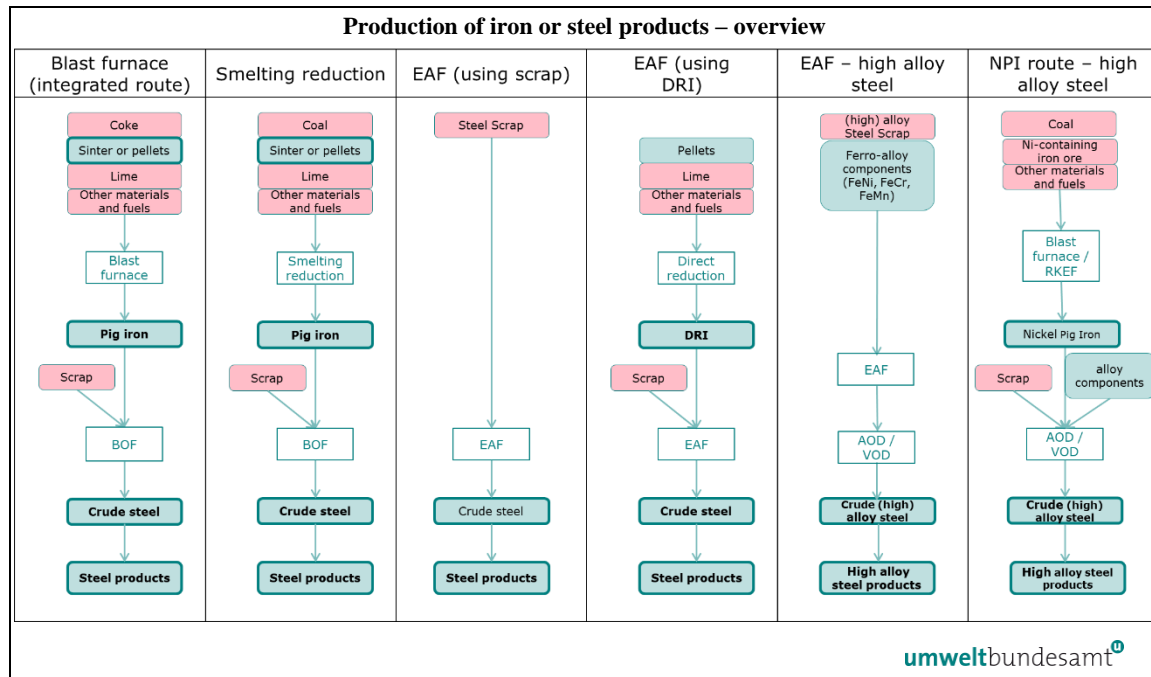 Production of iron or steel products – overview
Blast furnace
(integrated route)
Coke
Sinter or pellets
Lime
Other materials
and fuels
Blast
furnace
Pig iron
Scrap
BOF
Crude steel
Steel products
Smelting reduction
Coal
Sinter or pellets
Lime
Other materials
and fuels
Smelting
reduction
Pig iron
Scrap
BOF
Crude steel
Steel products
EAF (using scrap)
Steel Scrap
EAF
Crude steel
Steel products
EAF (using
DRI)
Pellets
Lime
Other materials
and fuels
Direct
reduction
DRI
Scrap
EAF
Crude steel
Steel products
EAF – high alloy
steel
(high) alloy
Steel Scrap
Ferro-alloy
components
(FeNi, FeCr,
FeMn)
EAF
AOD /
VOD
Crude (high)
alloy steel
High alloy
steel products
NPI route – high
alloy steel
Coal
Ni-containing
iron ore
Other materials
and fuels
Blast
furnace /
RKEF
Nickel Pig Iron
Scrap
alloy
components
AOD /
VOD
Crude (high)
alloy steel
High alloy steel
products
umweltbundesamt
u